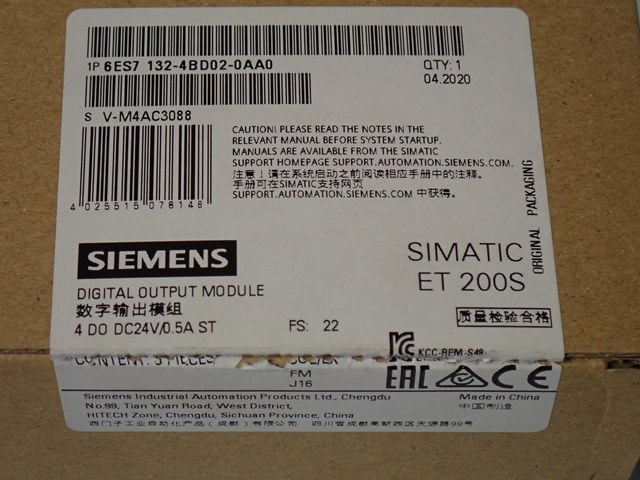 1P 6ES7 132-4BD02-0AA0
QTY: 1
04.2020
S V-M4AC3088
CAUTION! PLEASE READ THE NOTES IN THE
RELEVANT MANUAL BEFORE SYSTEM STARTUP.
MANUALS ARE AVAILABLE FROM THE SIMATIC
SUPPORT HOMEPAGE SUPPORT.AUTOMATION.SIEMENS.COM.
注意！请在系统启动之前阅读相应手册中的注释。
手册可在SIMATIC支持网页
SUPPORT.AUTOMATION.SIEMENS.COM 中获得。
4 025515 078148
ORIGINAL PACKAGING
SIEMENS
SIMATIC
ET 200S
DIGITAL OUTPUT MODULE
数字输出模组
4 DO DC24V/0.5A ST
FS: 22
质量检验合格
KCC-REM-S49-
CONTENT:
FM
J16
EAC CE
Siemens Industrial Automation Products Ltd., Chengdu
No.99, Tian Yuan Road, West District,
HITECH Zone, Chengdu, Sichuan Province, China
西门子工业自动化产品（成都）有限公司 四川省成都高新西区天源路99号
Made in China
中国制造